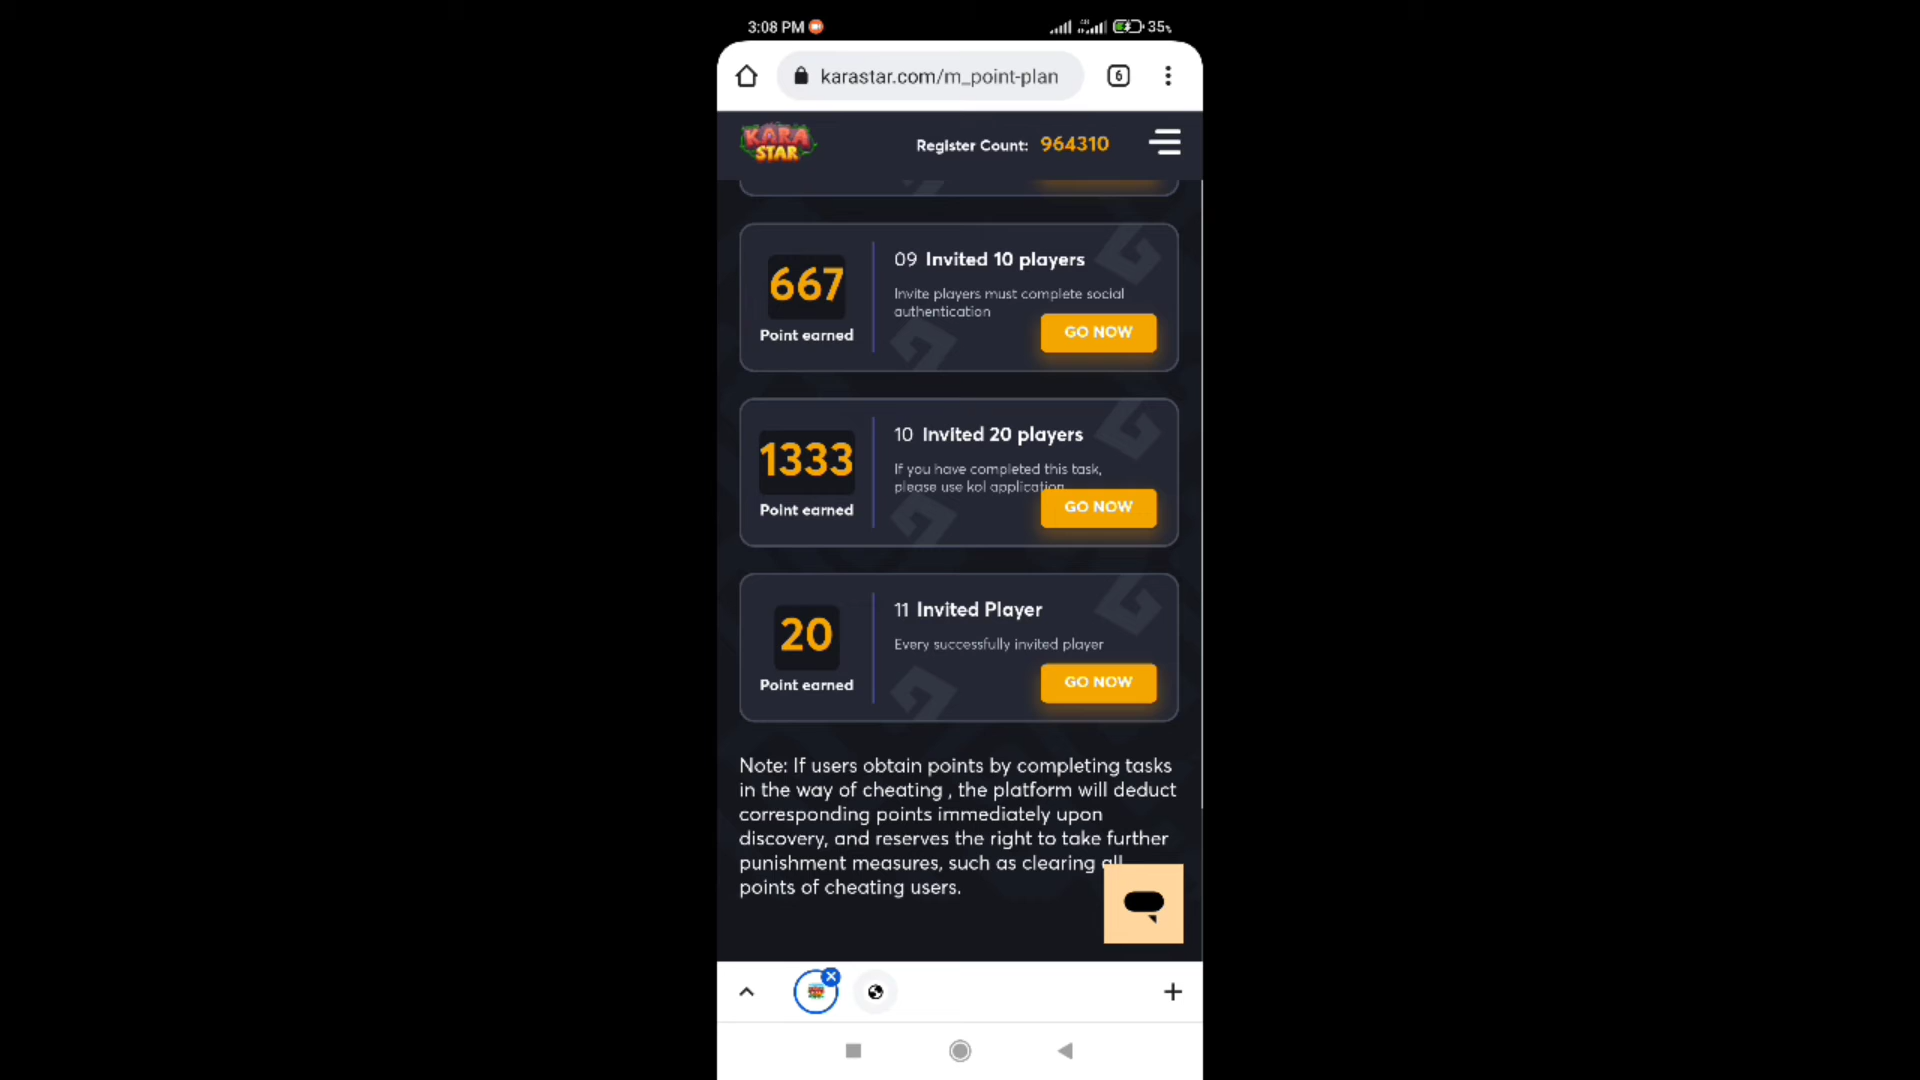 3:08 PM
35%
karastar.com/m_point-plan
6
KARA
STAR
Register Count: 964310
667
Point earned
09 Invited 10 players
Invite players must complete social
authentication
GO NOW
1333
Point earned
10 Invited 20 players
If you have completed this task,
please use kol application
GO NOW
20
Point earned
11 Invited Player
Every successfully invited player
GO NOW
Note: If users obtain points by completing tasks
in the way of cheating , the platform will deduct
corresponding points immediately upon
discovery, and reserves the right to take further
punishment measures, such as clearing all
points of cheating users.